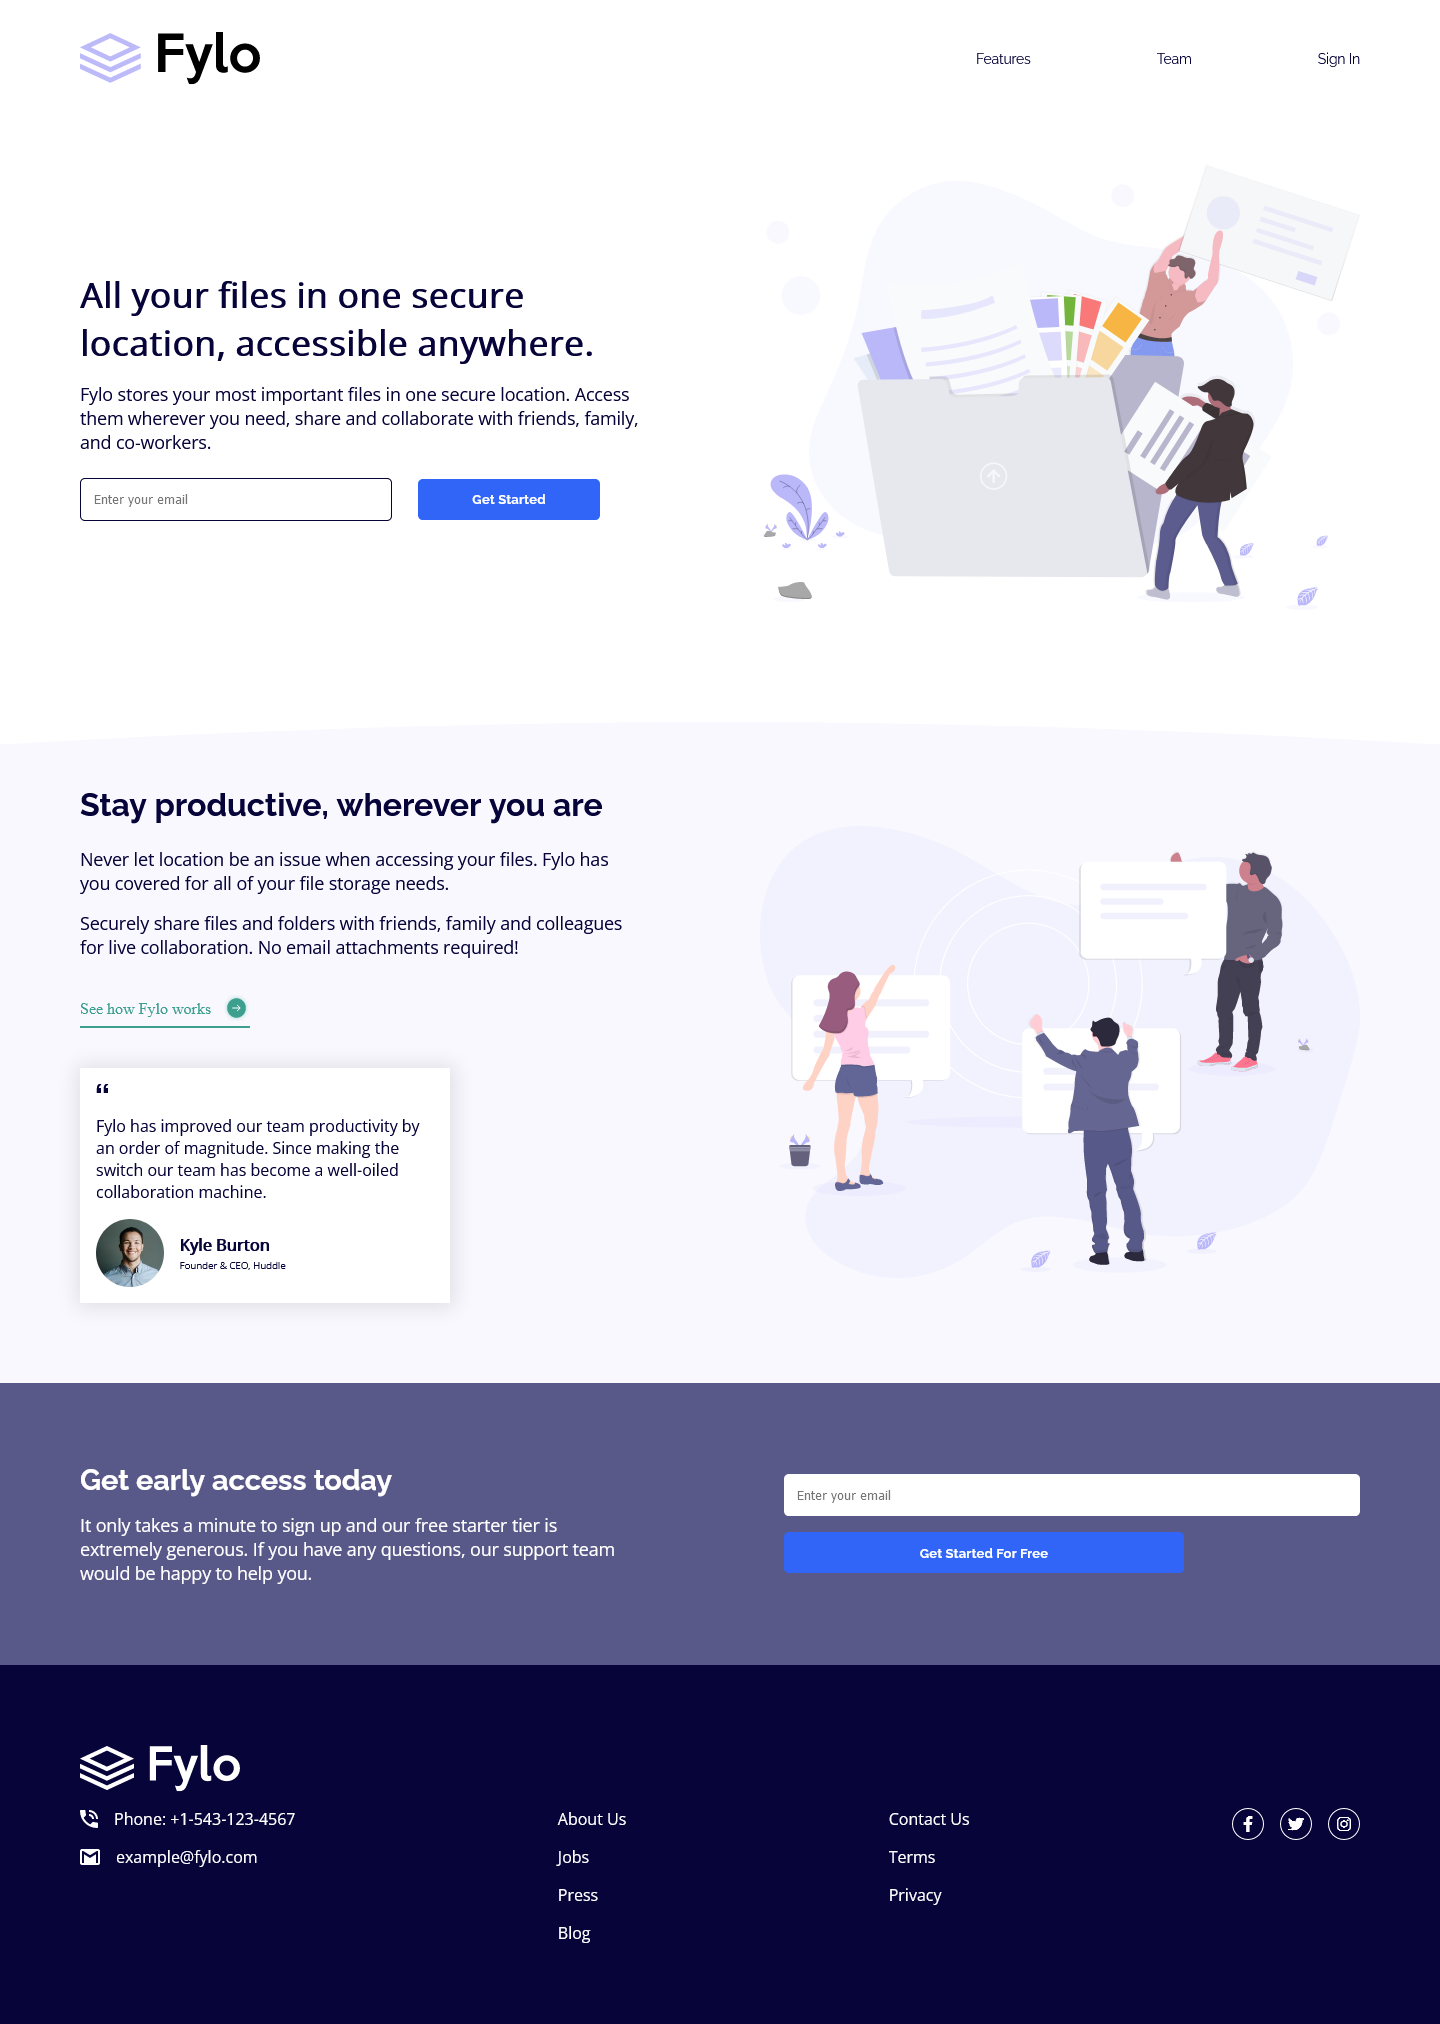 Fylo
Features
Team
Sign In
All your files in one secure
location, accessible anywhere.
Fylo stores your most important files in one secure location. Access
them wherever you need, share and collaborate with friends, family,
and co-workers.
Enter your email
Get Started
Stay productive, wherever you are
Never let location be an issue when accessing your files. Fylo has
you covered for all of your file storage needs.
Securely share files and folders with friends, family and colleagues
for live collaboration. No email attachments required!
See how Fylo works
“
Fylo has improved our team productivity by
an order of magnitude. Since making the
switch our team has become a well-oiled
collaboration machine.
Kyle Burton
Founder & CEO, Huddle
Get early access today
It only takes a minute to sign up and our free starter tier is
extremely generous. If you have any questions, our support team
would be happy to help you.
Enter your email
Get Started For Free
Fylo
Phone: +1-543-123-4567
example@fylo.com
About Us
Jobs
Press
Blog
Contact Us
Terms
Privacy